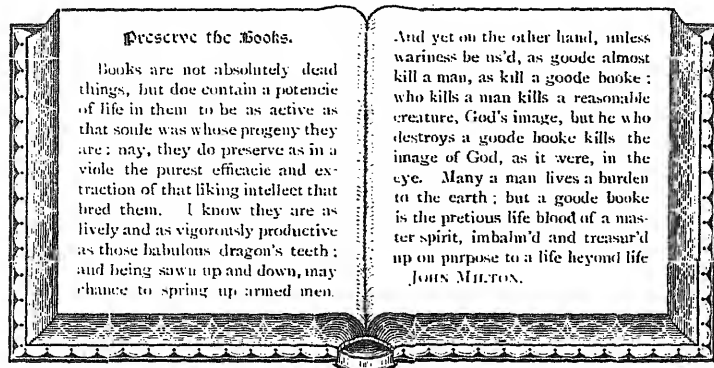 Preserve the Books.
Books are not absolutely dead
things, but doe contain a potencie
of life in them to be as active as
that soule was whose progeny they
are; nay, they do preserve as in a
viole the purest efficacie and ex-
traction of that liking intellect that
bred them. I know they are as
lively and as vigorously productive
as those babulous dragon's teeth;
and being sawn up and down, may
chance to spring up armed men.
And yet on the other hand, unless
wariness be us'd, as goode almost
kill a man, as kill a goode booke;
who kills a man kills a reasonable
creature, God's image, but he who
destroys a goode booke kills the
image of God, as it were, in the
eye. Many a man lives a burden
to the earth; but a goode booke
is the pretious life blood of a mas-
ter spirit, imbalm'd and treasur'd
up on purpose to a life beyond life
JOHN MILTON.